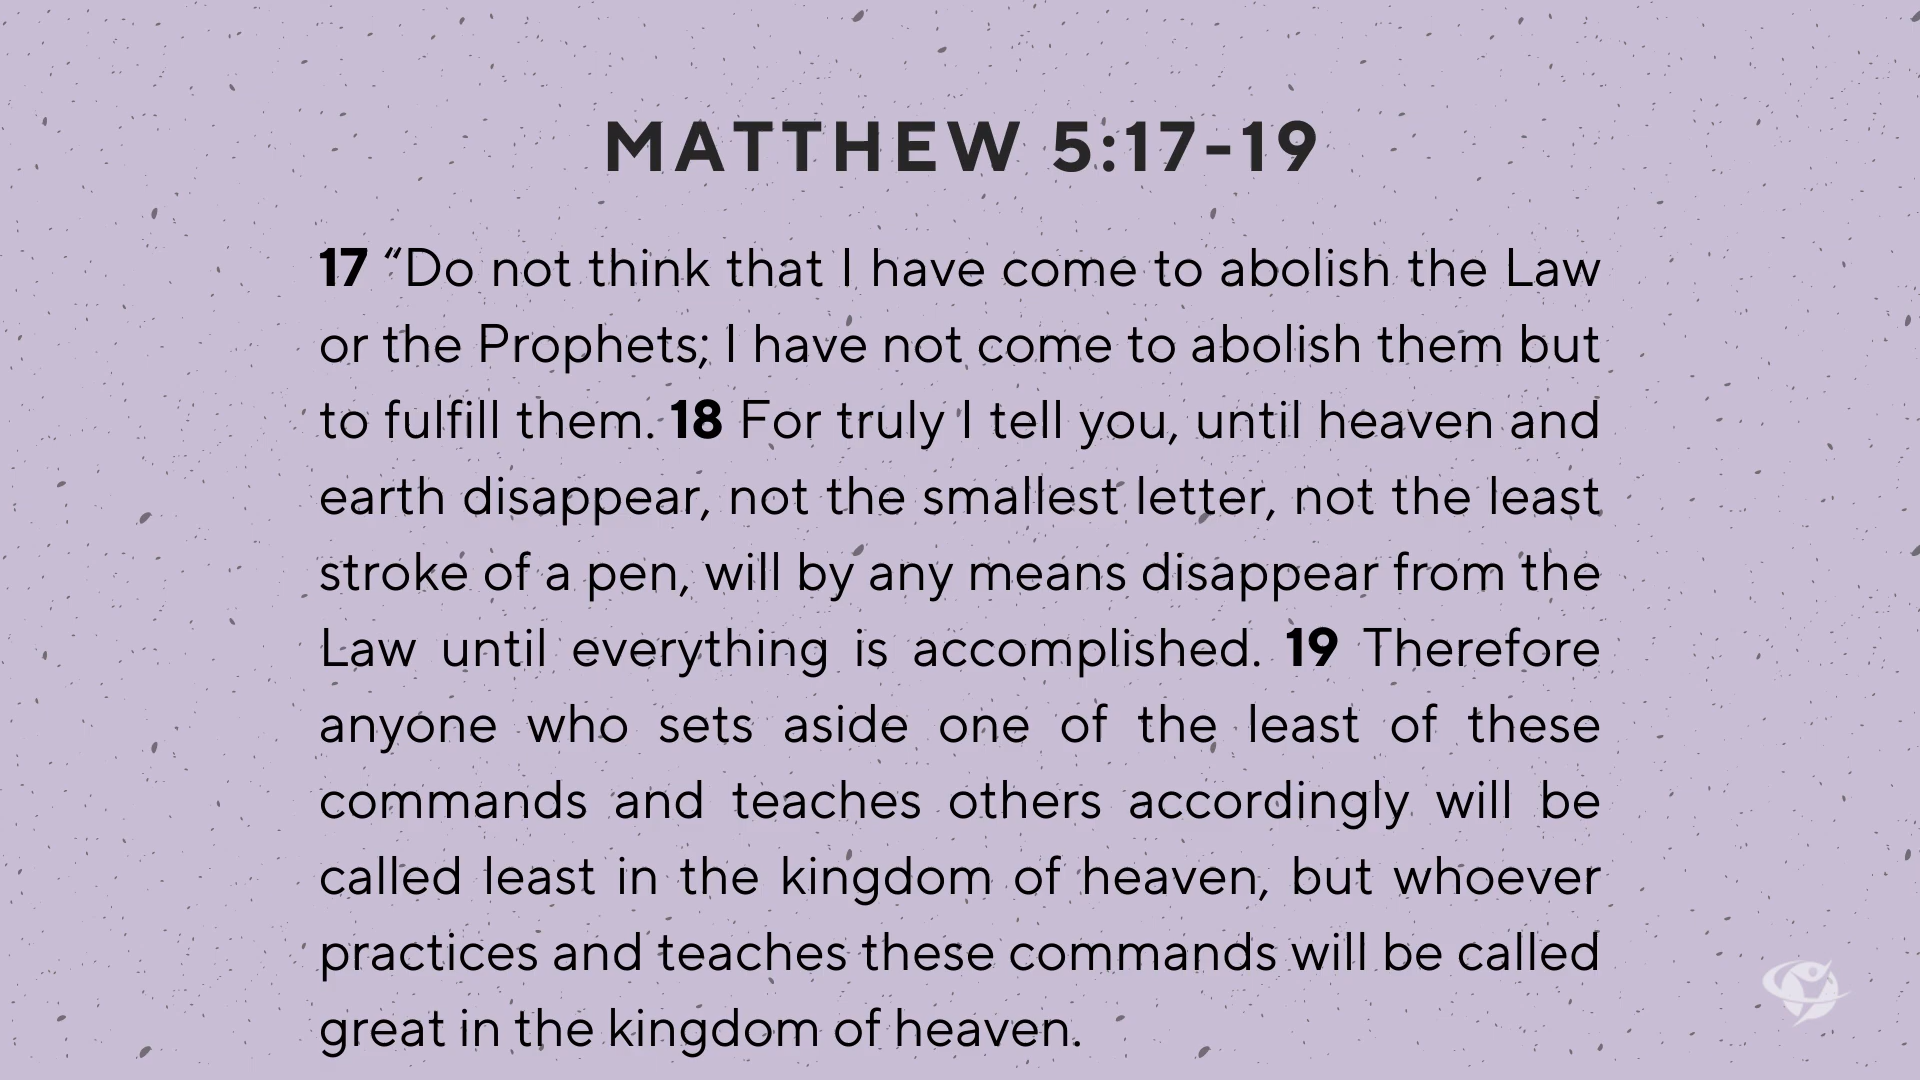 MATTHEW 5:17-19
17 “Do not think that I have come to abolish the Law
or the Prophets; I have not come to abolish them but
to fulfill them. 18 For truly I tell you, until heaven and
earth disappear, not the smallest letter, not the least
stroke of a pen, will by any means disappear from the
Law until everything is accomplished. 19 Therefore
anyone who sets aside one of the least of these
commands and teaches others accordingly will be
called least in the kingdom of heaven, but whoever
practices and teaches these commands will be called
great in the kingdom of heaven.